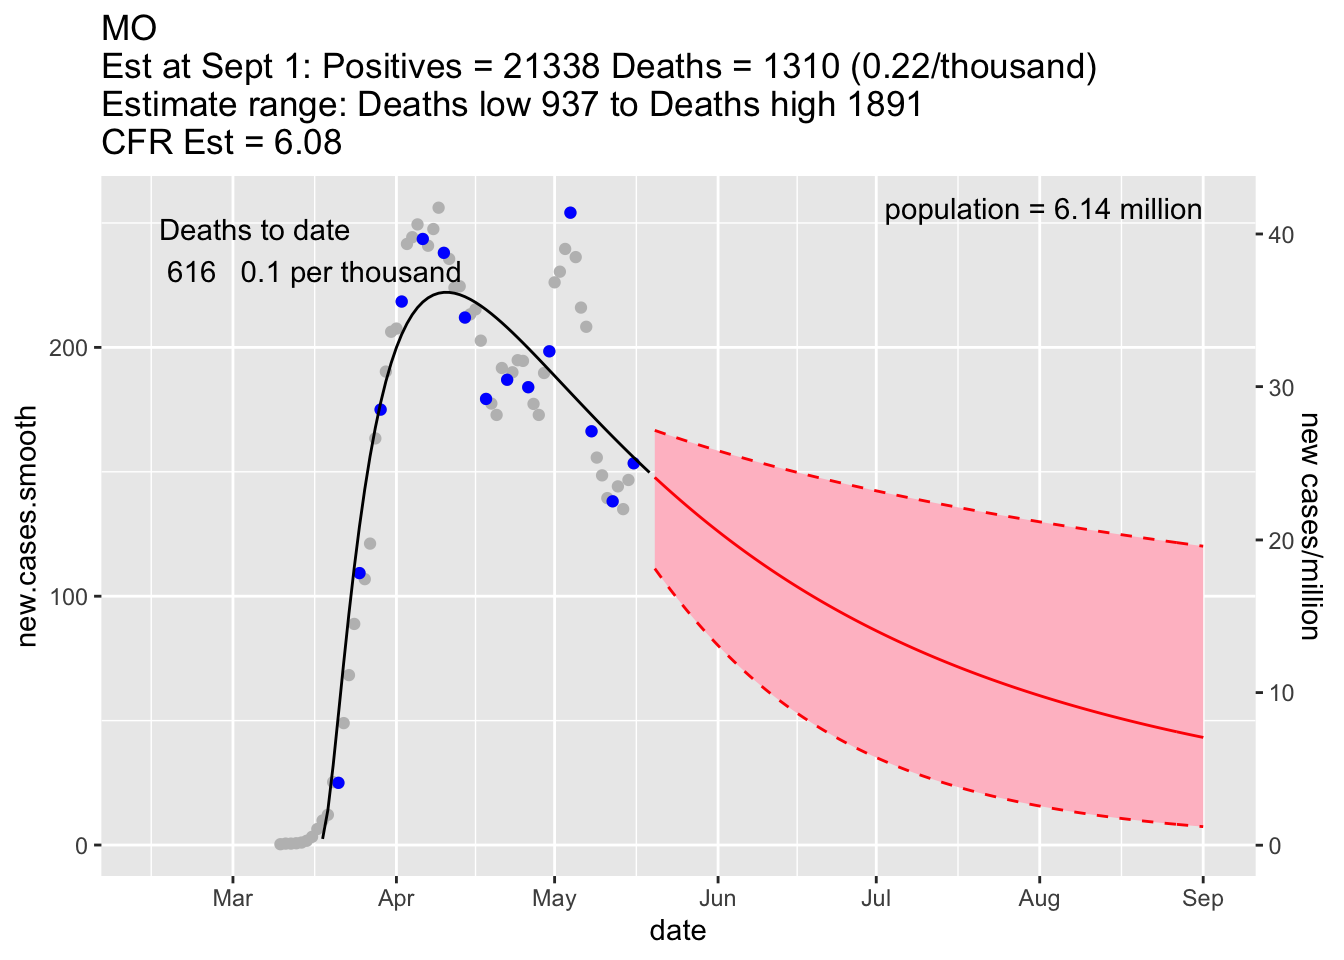 MO
Est at Sept 1: Positives = 21338 Deaths = 1310 (0.22/thousand)
Estimate range: Deaths low 937 to Deaths high 1891
CFR Est = 6.08
Deaths to date
616 0.1 per thousand
population = 6.14 million
new.cases.smooth
200
100
0
40
30
20
10
0
new cases/million
Mar Apr May Jun Jul Aug Sep
date